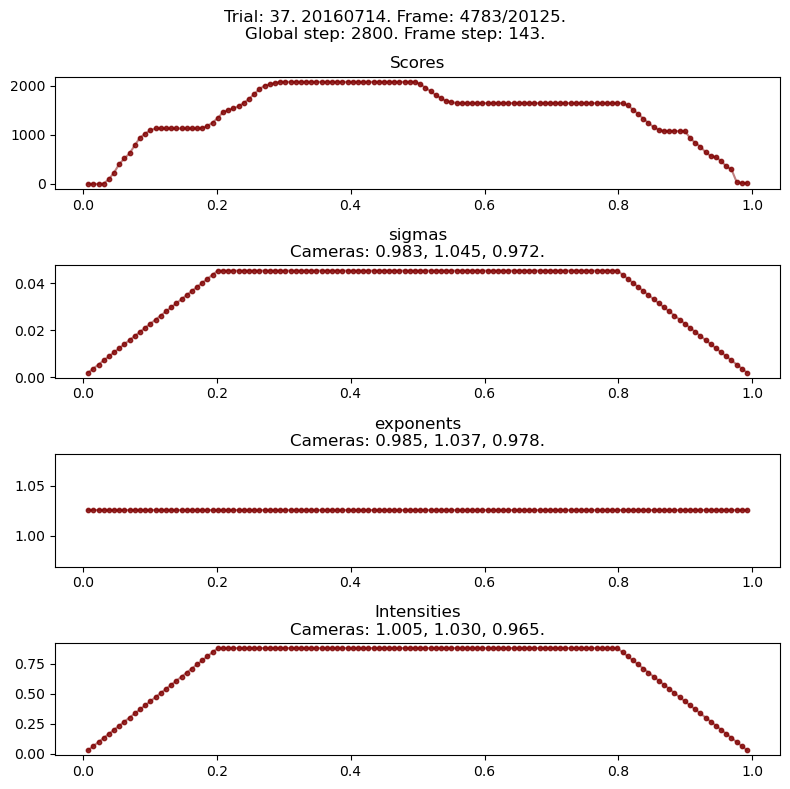 Trial: 37. 20160714. Frame: 4783/20125.
Global step: 2800. Frame step: 143.
Scores
2000
1000
0
0.0 0.2 0.4 0.6 0.8 1.0
sigmas
Cameras: 0.983, 1.045, 0.972.
0.04
0.02
0.00
0.0 0.2 0.4 0.6 0.8 1.0
exponents
Cameras: 0.985, 1.037, 0.978.
1.05
1.00
0.0 0.2 0.4 0.6 0.8 1.0
Intensities
Cameras: 1.005, 1.030, 0.965.
0.75
0.50
0.25
0.00
0.0 0.2 0.4 0.6 0.8 1.0